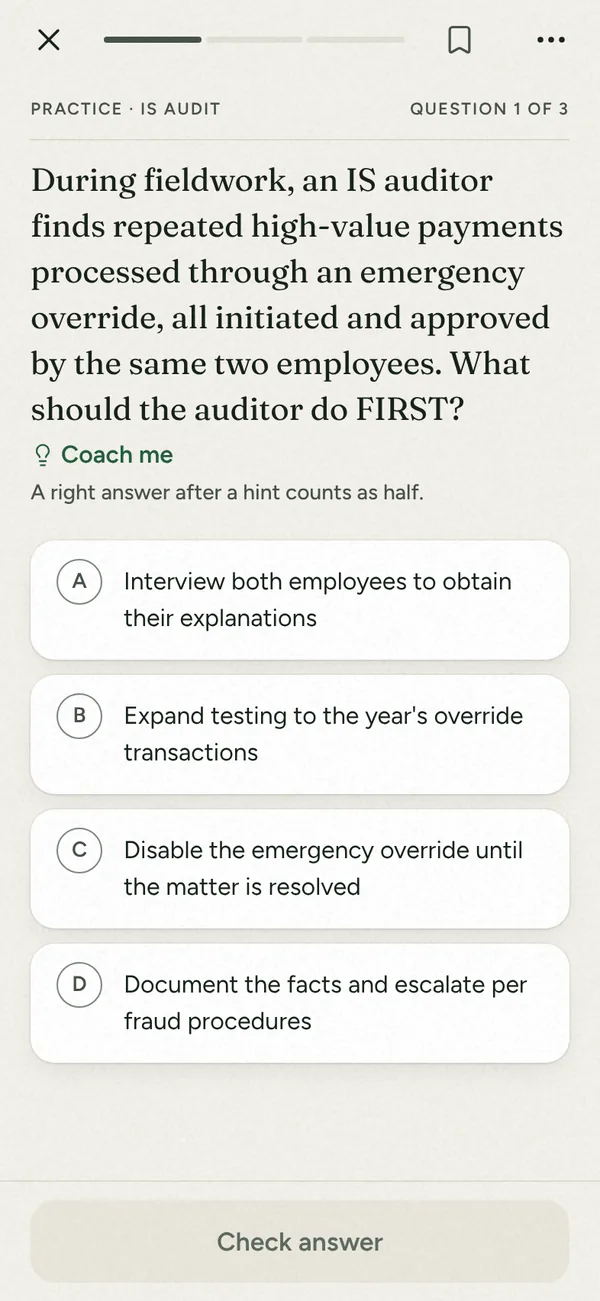 PRACTICE · IS AUDIT
QUESTION 1 OF 3
During fieldwork, an IS auditor
finds repeated high-value payments
processed through an emergency
override, all initiated and approved
by the same two employees. What
should the auditor do FIRST?
Coach me
A right answer after a hint counts as half.
A
Interview both employees to obtain
their explanations
B
Expand testing to the year's override
transactions
C
Disable the emergency override until
the matter is resolved
D
Document the facts and escalate per
fraud procedures
Check answer